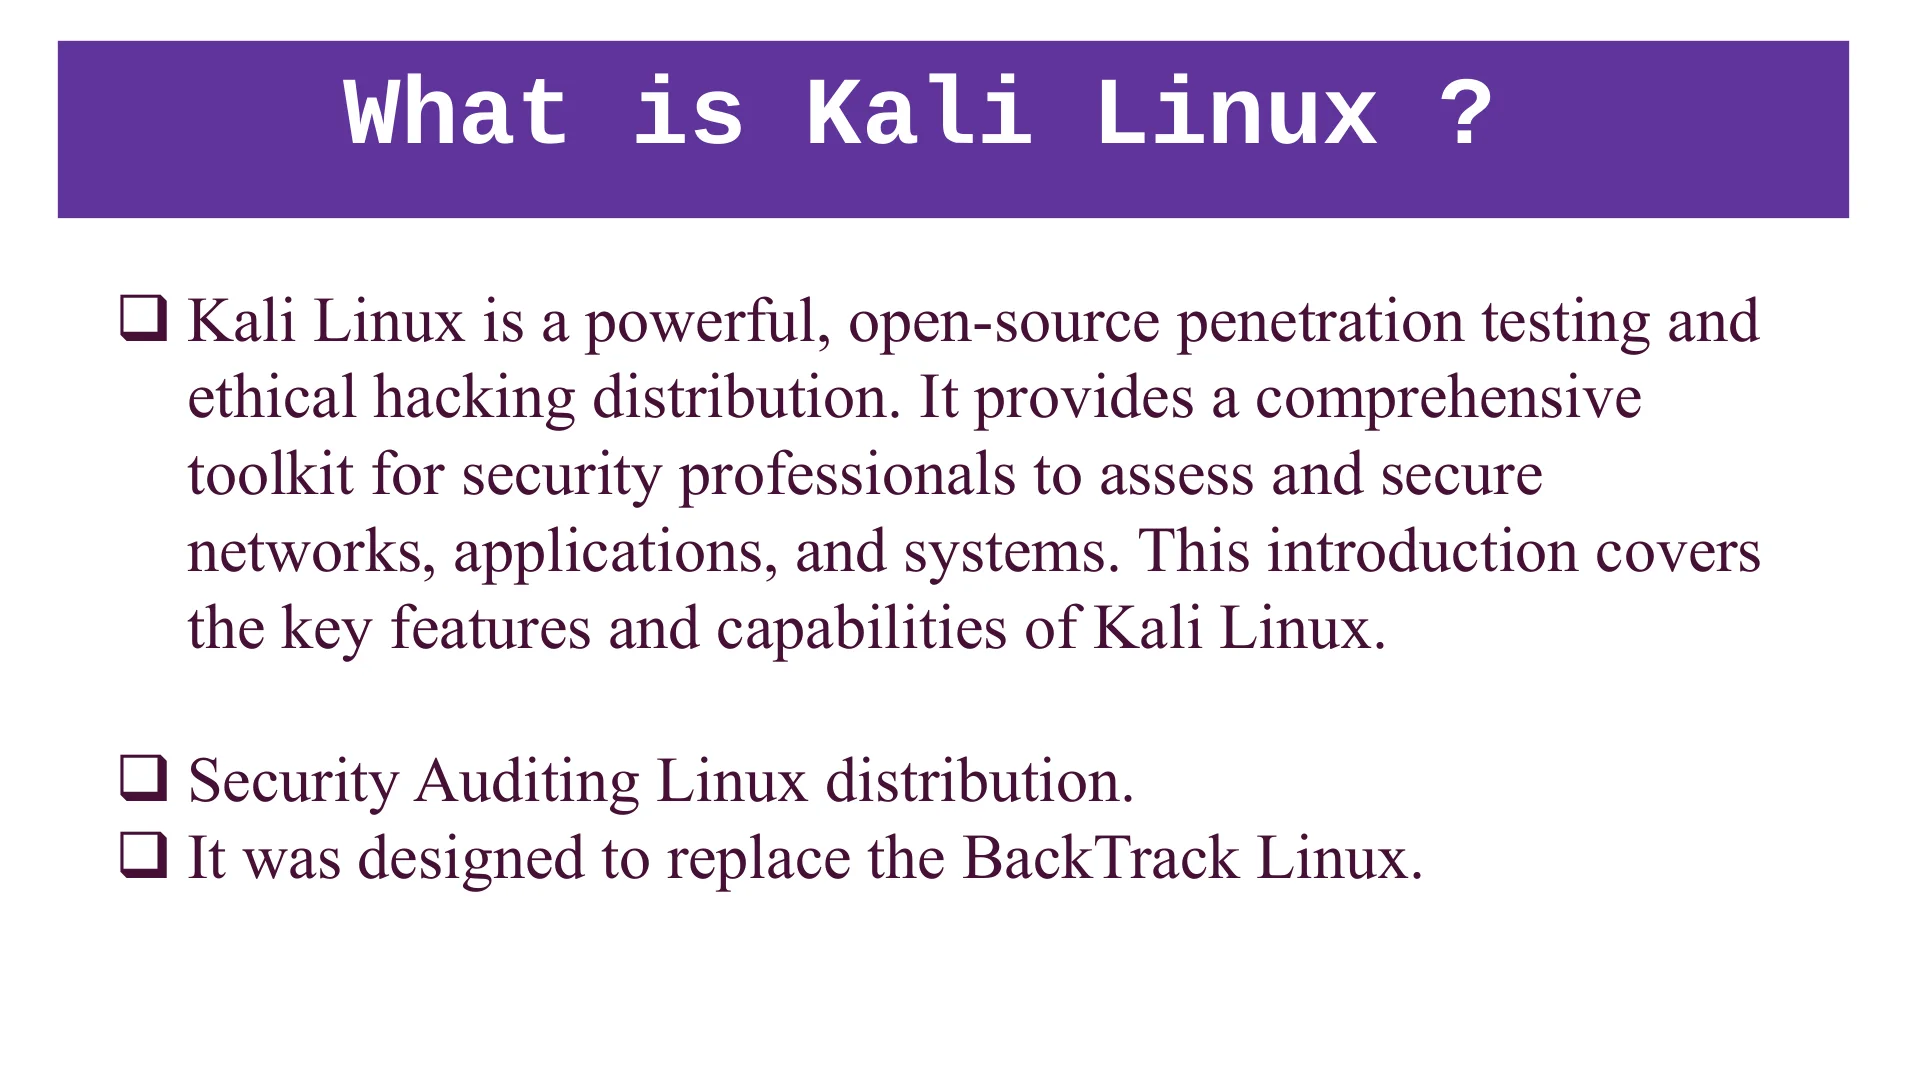 What is Kali Linux ?
❑ Kali Linux is a powerful, open-source penetration testing and
ethical hacking distribution. It provides a comprehensive
toolkit for security professionals to assess and secure
networks, applications, and systems. This introduction covers
the key features and capabilities of Kali Linux.
❑ Security Auditing Linux distribution.
❑ It was designed to replace the BackTrack Linux.